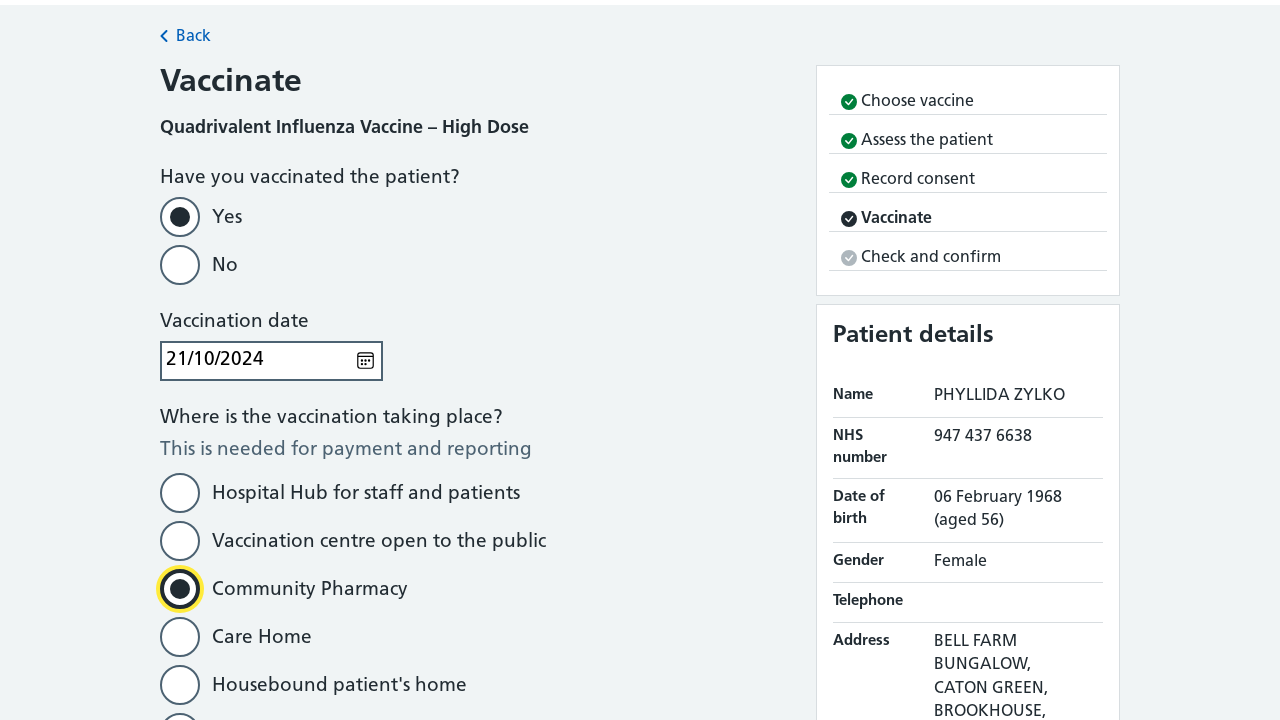 Back
Vaccinate
Quadrivalent Influenza Vaccine – High Dose
Have you vaccinated the patient?
Yes
No
Vaccination date
21/10/2024
Where is the vaccination taking place?
This is needed for payment and reporting
Hospital Hub for staff and patients
Vaccination centre open to the public
Community Pharmacy
Care Home
Housebound patient's home
Choose vaccine
Assess the patient
Record consent
Vaccinate
Check and confirm
Patient details
Name PHYLLIDA ZYLKO
NHS number 947 437 6638
Date of birth 06 February 1968
(aged 56)
Gender Female
Telephone
Address BELL FARM
BUNGALOW,
CATON GREEN,
BROOKHOUSE,